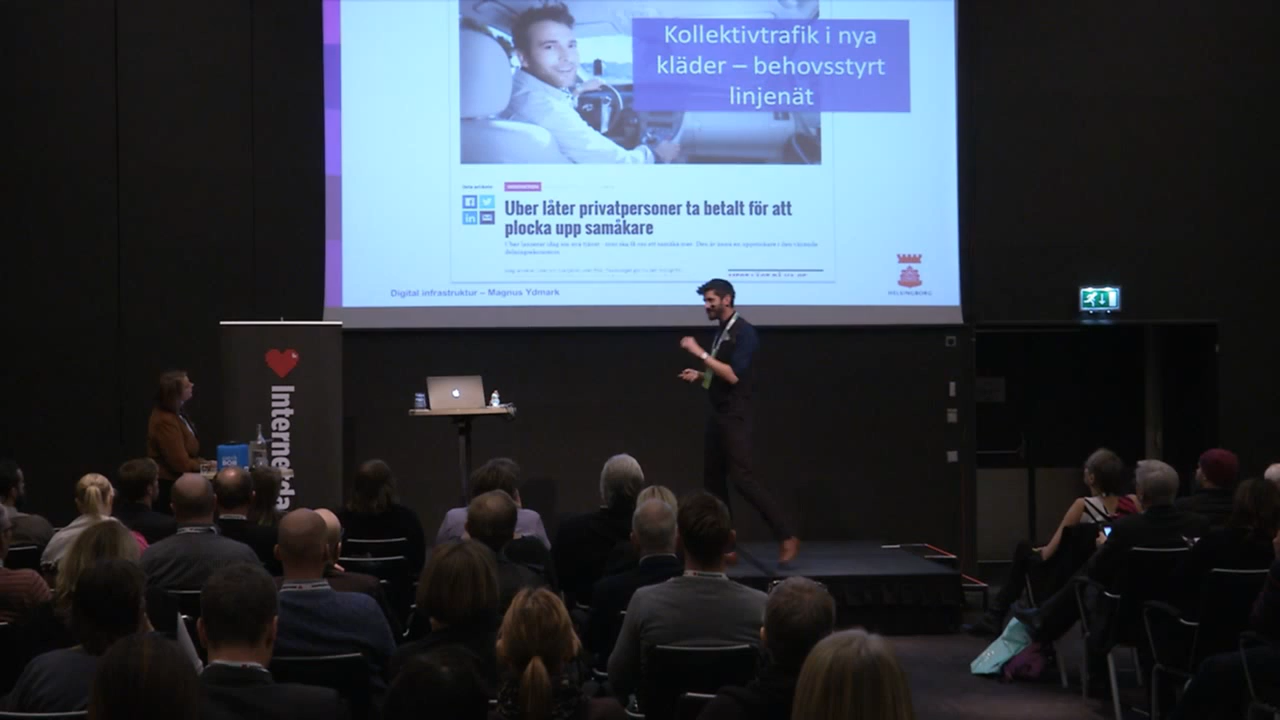 Kollektivtrafik i nya
kläder – behovsstyrt
linjenät
Uber låter privatpersoner ta betalt för att
plocka upp samåkare
Digital infrastruktur – Magnus Ydmark
HELSINGBORG
Internetda